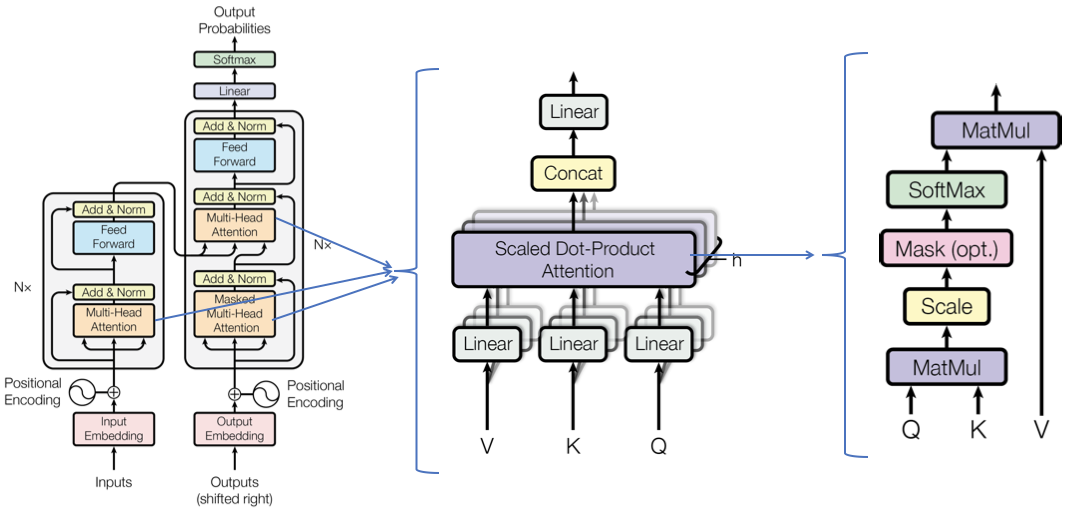 Output
Probabilities
Softmax
Linear
Add & Norm
Feed
Forward
Add & Norm
Multi-Head
Attention
Add & Norm
Masked
Multi-Head
Attention
N×
Add & Norm
Feed
Forward
Add & Norm
Multi-Head
Attention
N×
Positional
Encoding
Positional
Encoding
Input
Embedding
Output
Embedding
Inputs
Outputs
(shifted right)
Linear
Concat
Scaled Dot-Product
Attention
h
Linear
Linear
Linear
V
K
Q
MatMul
SoftMax
Mask (opt.)
Scale
MatMul
Q
K
V